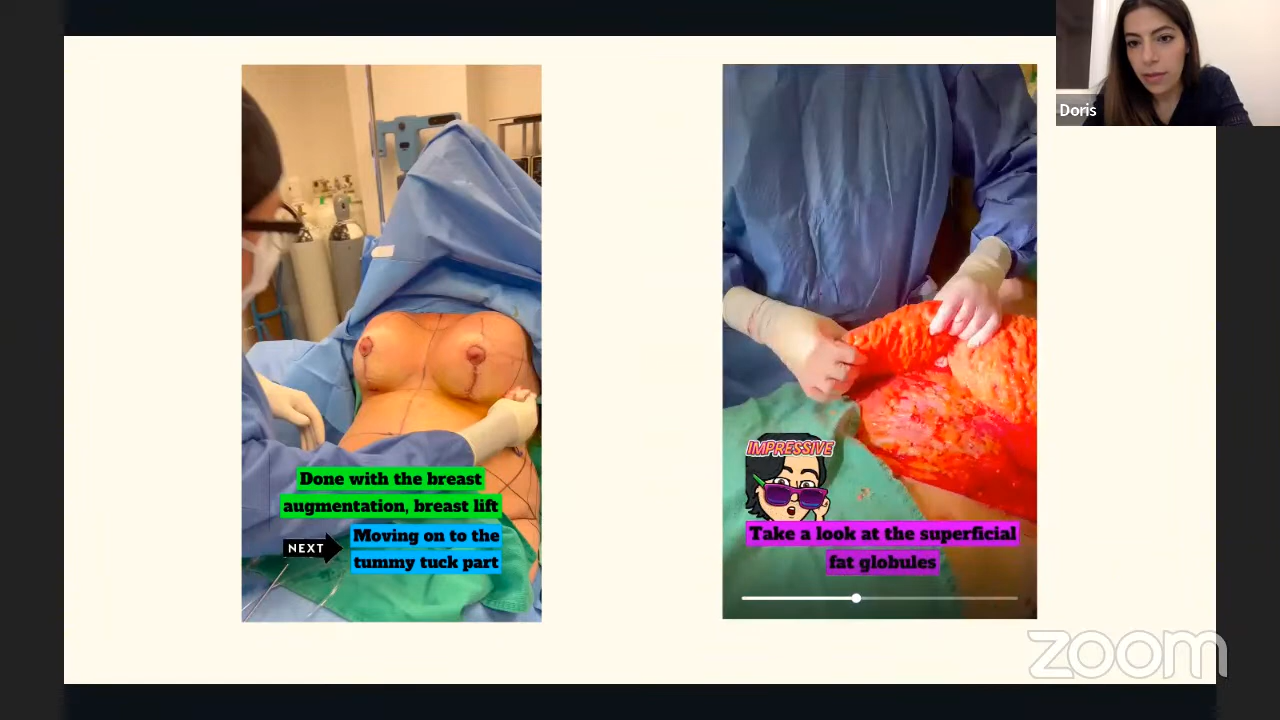 Doris
Done with the breast
augmentation, breast lift
NEXT
Moving on to the
tummy tuck part
IMPRESSIVE
Take a look at the superficial
fat globules
zoom